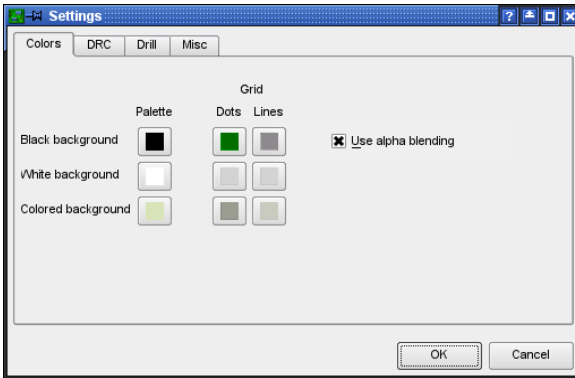 Settings
Colors DRC Drill Misc
Grid
Palette Dots Lines
Black background
Use alpha blending
White background
Colored background
OK Cancel